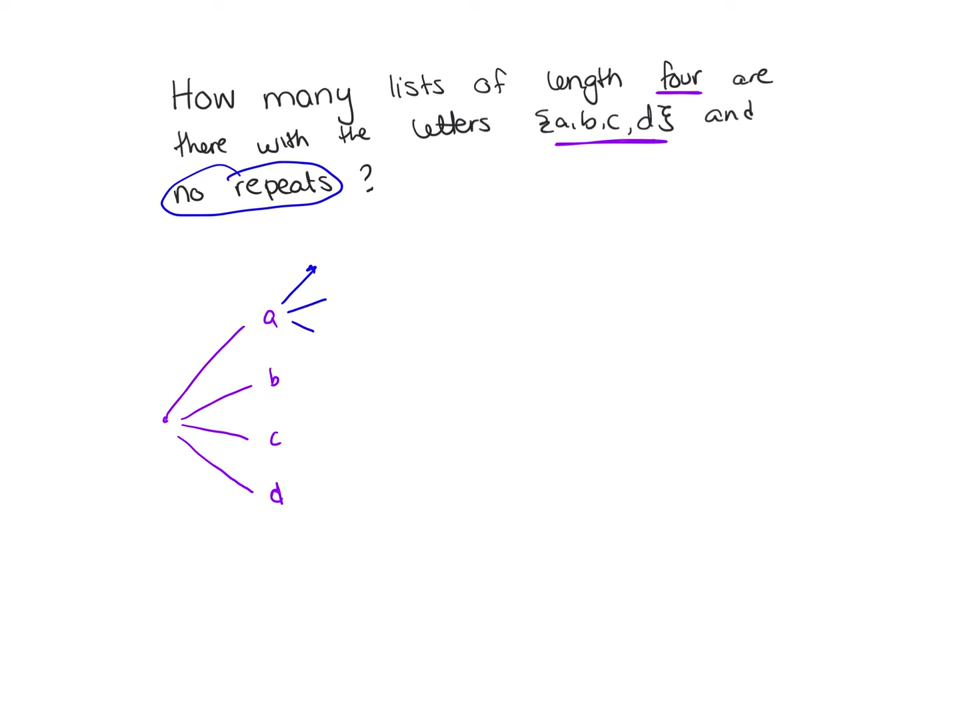 How many lists of length four are
there with the letters {a,b,c,d} and
no repeats ?
a
b
c
d